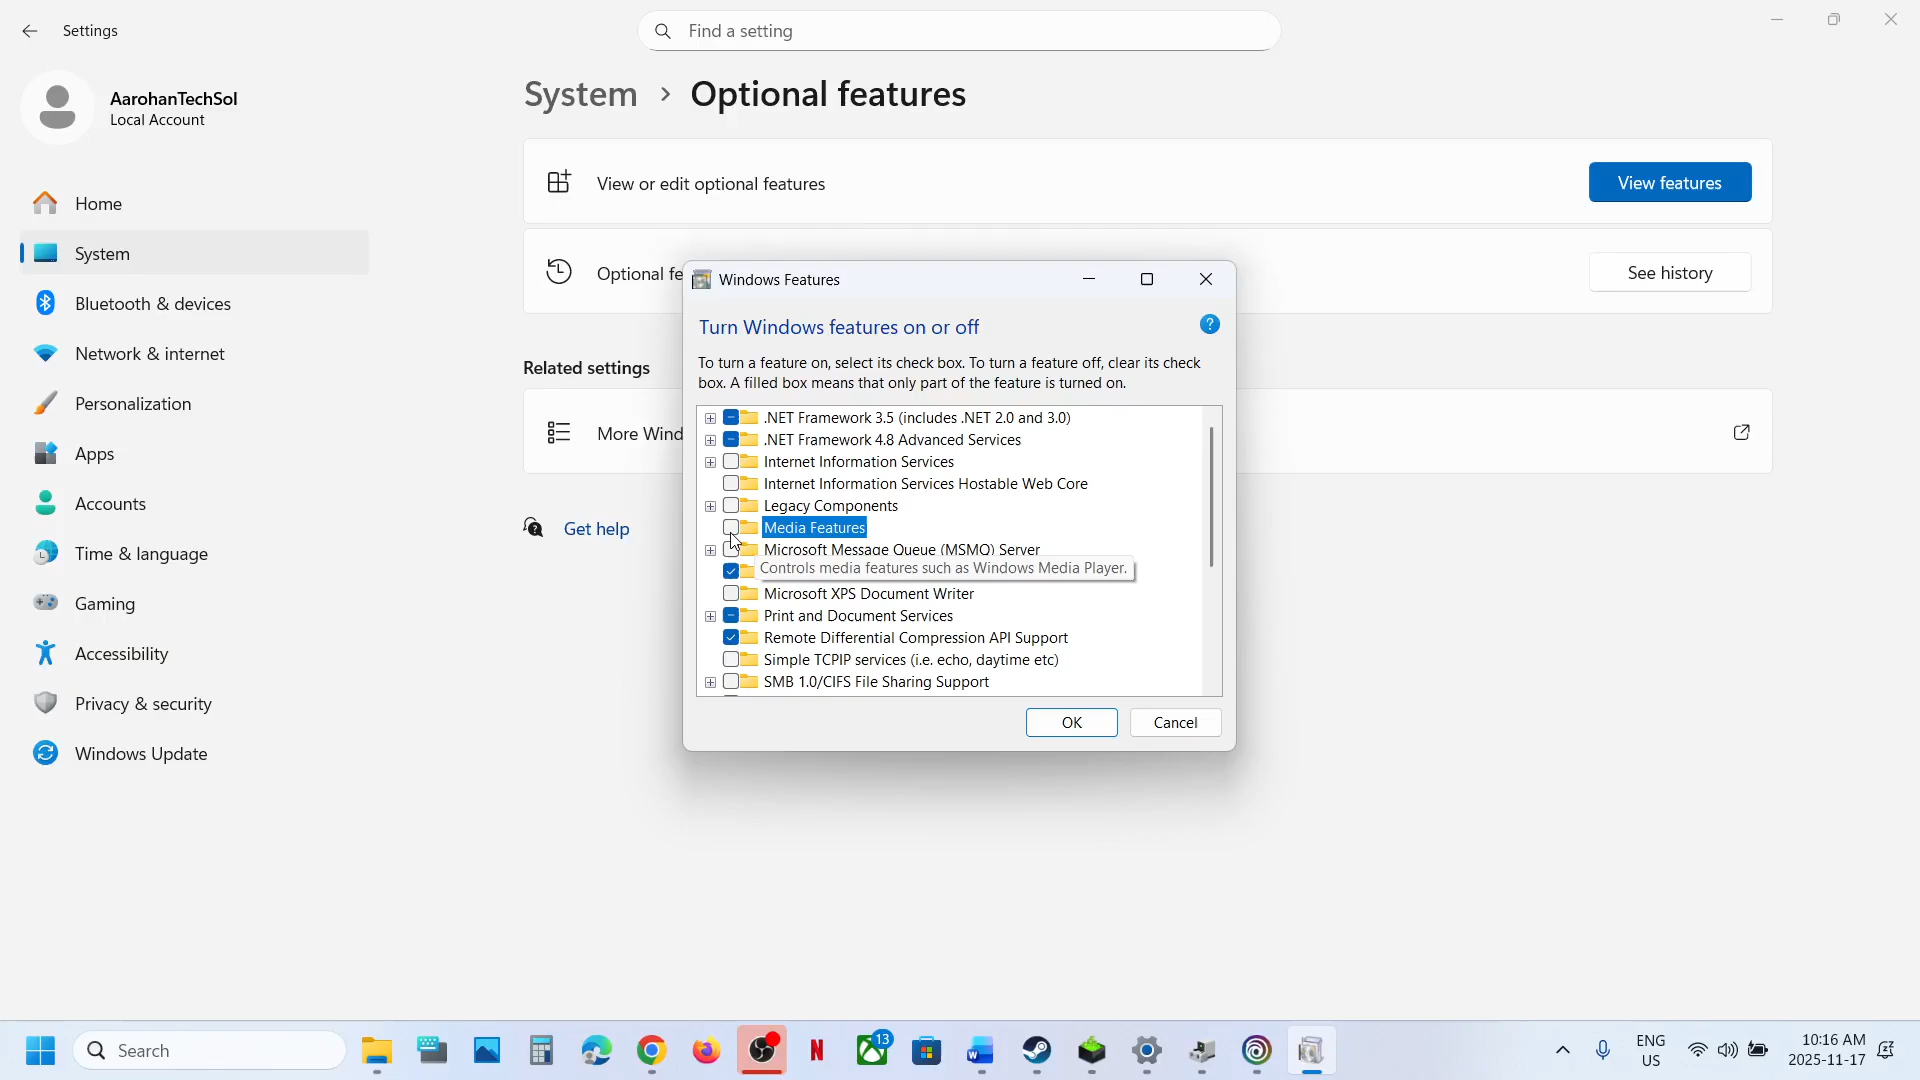 Settings
Find a setting
AarohanTechSol
Local Account
Home
System
Bluetooth & devices
Network & internet
Personalization
Apps
Accounts
Time & language
Gaming
Accessibility
Privacy & security
Windows Update
System > Optional features
View or edit optional features
View features
Optional fe
See history
Related settings
More Wind
Get help
Windows Features
Turn Windows features on or off
?
To turn a feature on, select its check box. To turn a feature off, clear its check
box. A filled box means that only part of the feature is turned on.
.NET Framework 3.5 (includes .NET 2.0 and 3.0)
.NET Framework 4.8 Advanced Services
Internet Information Services
Internet Information Services Hostable Web Core
Legacy Components
Media Features
Microsoft Message Queue (MSMQ) Server
Controls media features such as Windows Media Player.
Microsoft XPS Document Writer
Print and Document Services
Remote Differential Compression API Support
Simple TCPIP services (i.e. echo, daytime etc)
SMB 1.0/CIFS File Sharing Support
OK
Cancel
Search
13
ENG
US
10:16 AM
2025-11-17